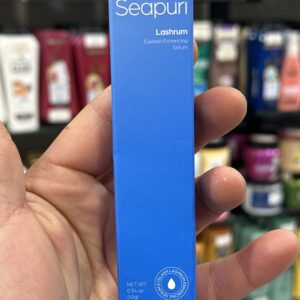 Seapuri
Lashrum
Eyelash Enhancing
Serum
NET WT.
0.34 oz
(10g)